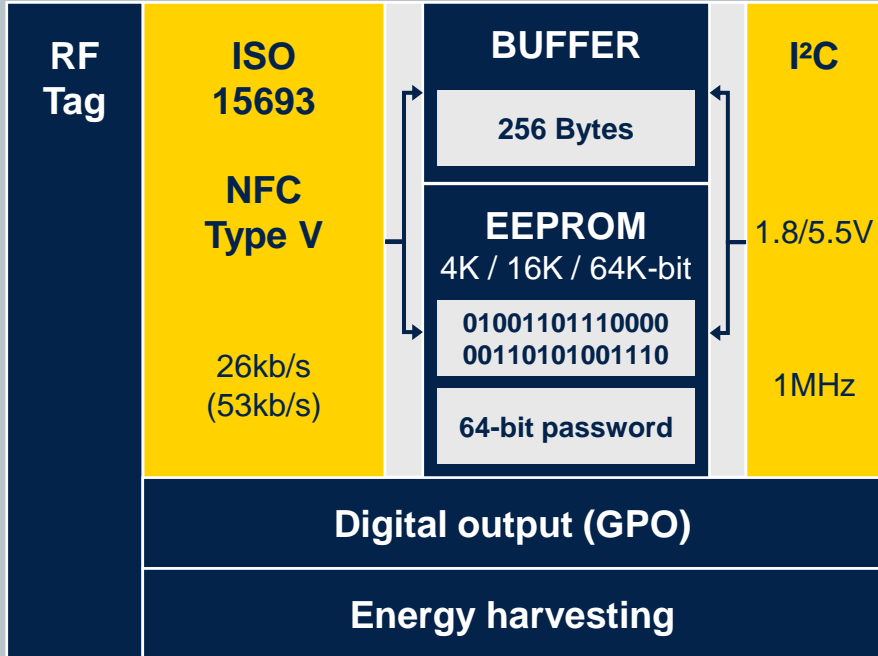 RF
Tag
ISO
15693
NFC
Type V
26kb/s
(53kb/s)
BUFFER
256 Bytes
EEPROM
4K / 16K / 64K-bit
01001101110000
00110101001110
64-bit password
I²C
1.8/5.5V
1MHz
Digital output (GPO)
Energy harvesting